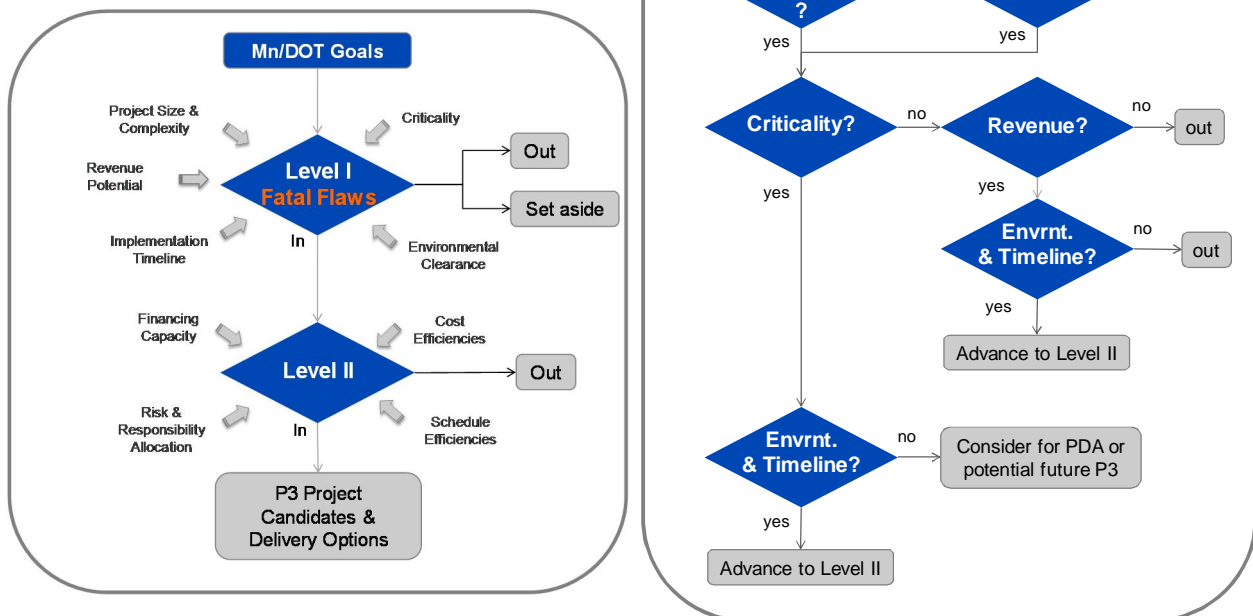 Mn/DOT Goals
Project Size &
Complexity
Criticality
Revenue
Potential
Level I
Fatal Flaws
Out
Set aside
Implementation
Timeline
In
Environmental
Clearance
Financing
Capacity
Cost
Efficiencies
Level II
Out
Risk &
Responsibility
Allocation
In
Schedule
Efficiencies
P3 Project
Candidates &
Delivery Options
?
yes
yes
Criticality?
no
Revenue?
no
out
yes
yes
Envrnt.
& Timeline?
no
out
yes
Advance to Level II
Envrnt.
& Timeline?
no
Consider for PDA or
potential future P3
yes
Advance to Level II